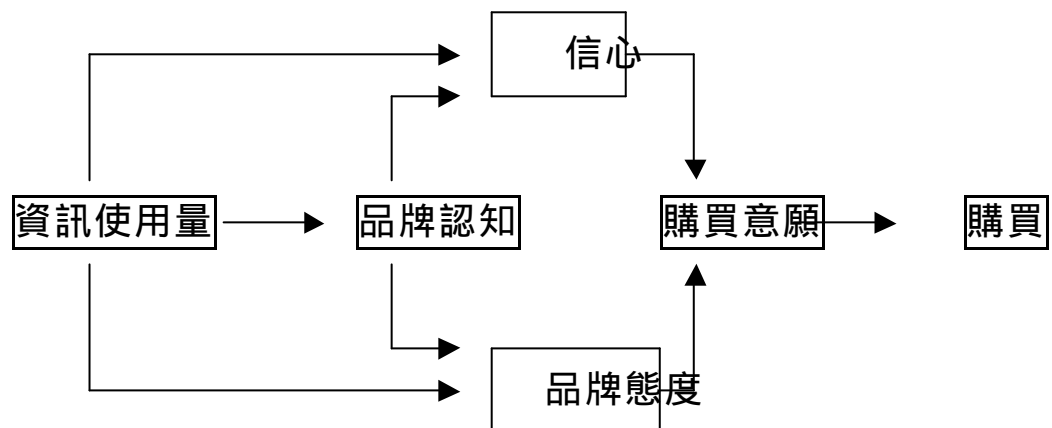 信心
資訊使用量
品牌認知
購買意願
購買
品牌態度